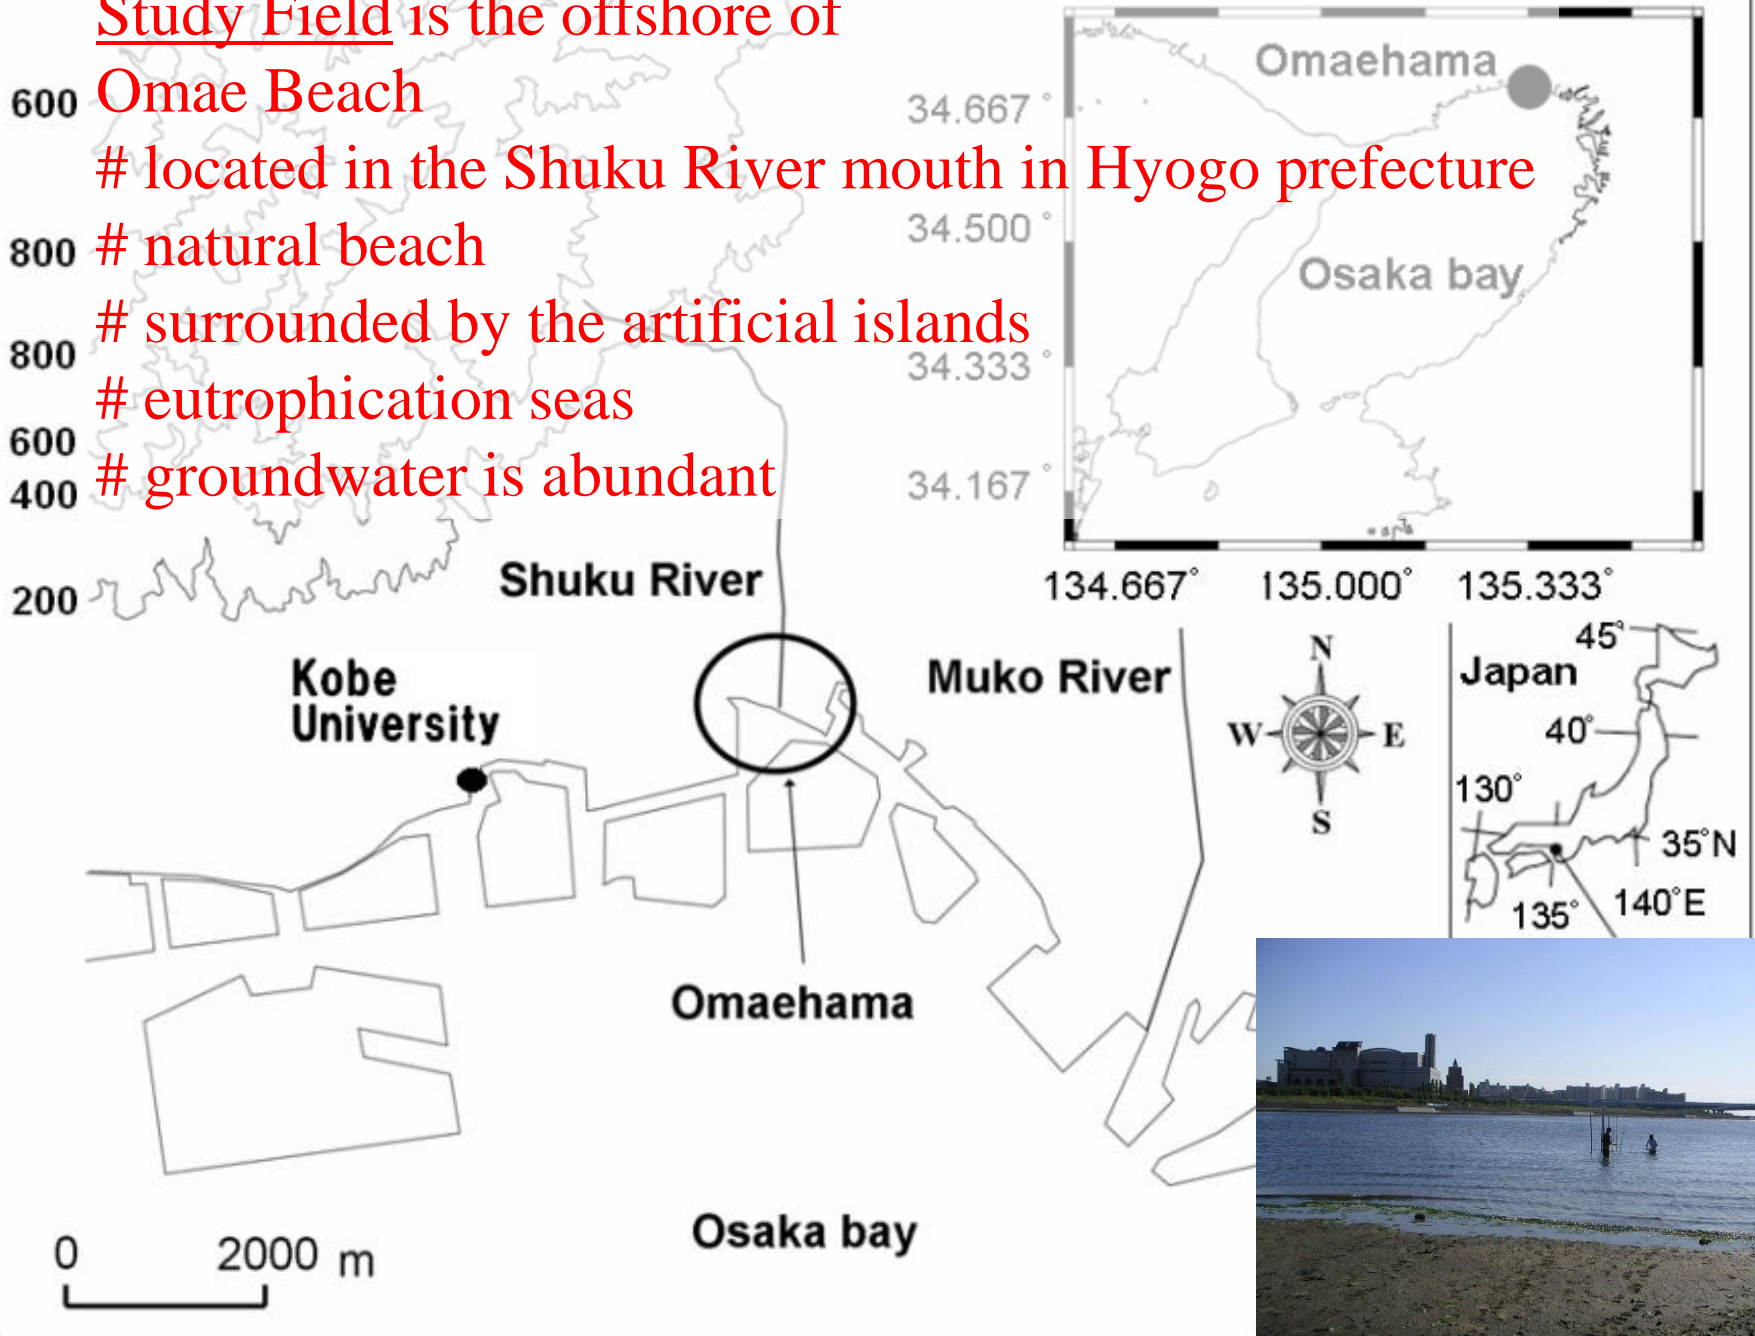 Study Field is the offshore of
Omae Beach
# located in the Shuku River mouth in Hyogo prefecture
# natural beach
# surrounded by the artificial islands
# eutrophication seas
# groundwater is abundant
600
800
800
600
400
200
Omaehama
34.667°
34.500°
34.333°
34.167°
Osaka bay
134.667° 135.000° 135.333°
Shuku River
Kobe
University
Muko River
N
W E
S
Japan
45°
40°
130°
35°N
140°E
135°
Omaehama
Osaka bay
0 2000 m